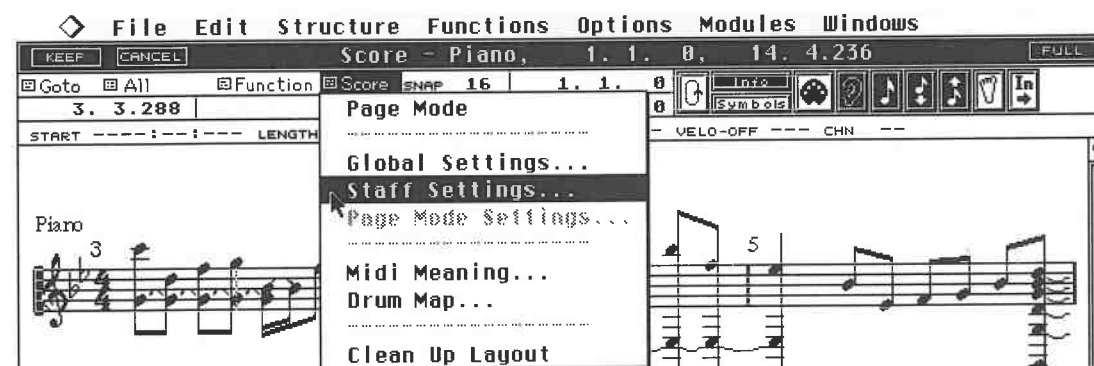 File Edit Structure Functions Options Modules Windows
KEEP CANCEL Score - Piano, 1. 1. 0, 14. 4.236 FULL
Goto All Function Score SNAP 16 1. 1. 0 Info In
3. 3.288 0 Symbols
START ----:--:--- LENGTH - VELO-OFF --- CHN --
Page Mode
Global Settings...
Staff Settings...
Page Mode Settings...
Midi Meaning...
Drum Map...
Clean Up Layout
Piano
3 5
4
4